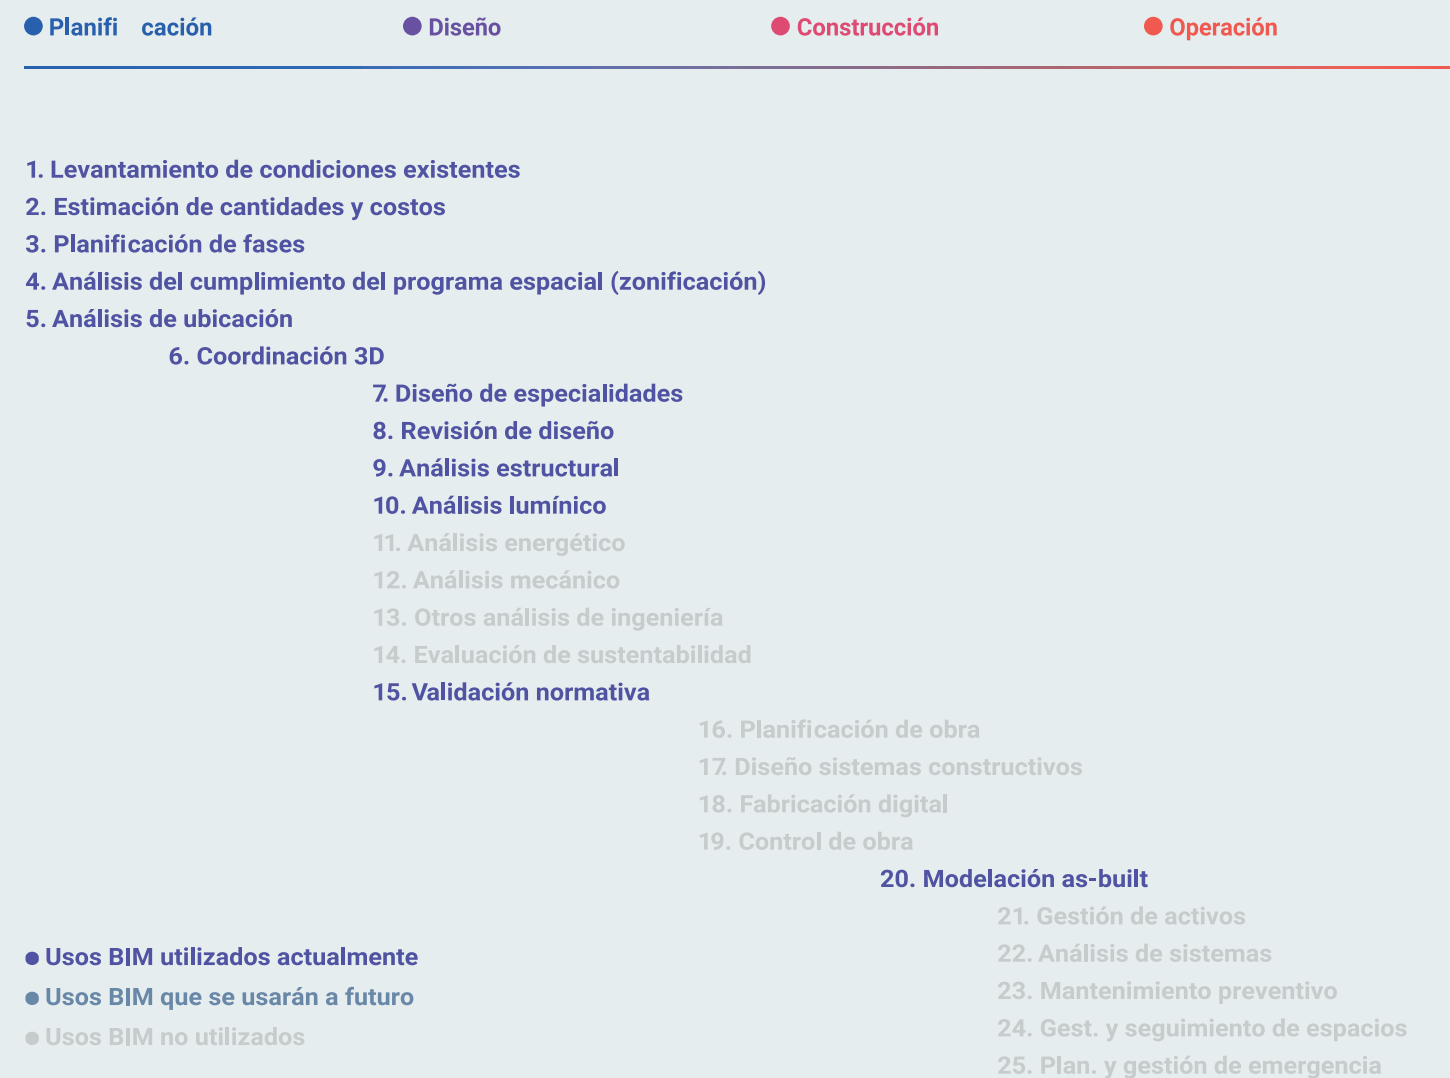 Planifi cación
Diseño
Construcción
Operación
1. Levantamiento de condiciones existentes
2. Estimación de cantidades y costos
3. Planificación de fases
4. Análisis del cumplimiento del programa espacial (zonificación)
5. Análisis de ubicación
6. Coordinación 3D
7. Diseño de especialidades
8. Revisión de diseño
9. Análisis estructural
10. Análisis lumínico
11. Análisis energético
12. Análisis mecánico
13. Otros análisis de ingeniería
14. Evaluación de sustentabilidad
15. Validación normativa
16. Planificación de obra
17. Diseño sistemas constructivos
18. Fabricación digital
19. Control de obra
20. Modelación as-built
21. Gestión de activos
22. Análisis de sistemas
23. Mantenimiento preventivo
24. Gest. y seguimiento de espacios
25. Plan. y gestión de emergencia
Usos BIM utilizados actualmente
Usos BIM que se usarán a futuro
Usos BIM no utilizados